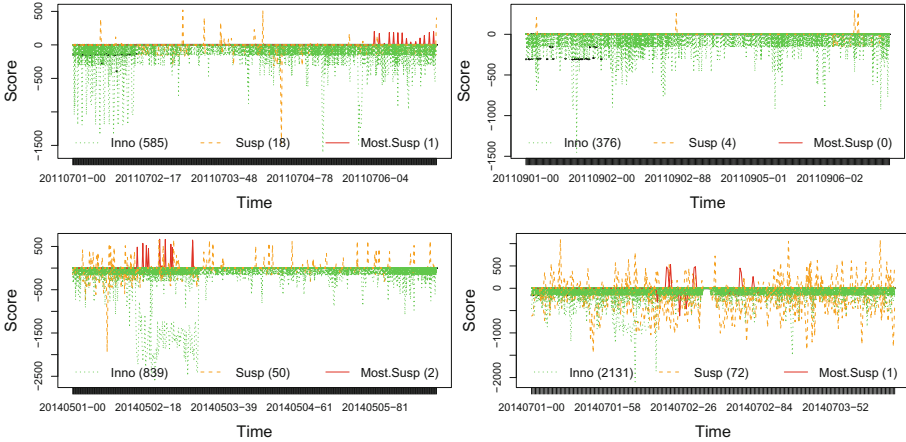 500
0
−500
−1500
Score
Inno (585) Susp (18) Most.Susp (1)
20110701−00 20110702−17 20110703−48 20110704−78 20110706−04
Time
0
−500
−1000
−1500
Score
Inno (376) Susp (4) Most.Susp (0)
20110901−00 20110902−00 20110902−88 20110905−01 20110906−02
Time
500
−500
−1500
−2500
Score
Inno (839) Susp (50) Most.Susp (2)
20140501−00 20140502−18 20140503−39 20140504−61 20140505−81
Time
500
0
−1000
−2000
Score
Inno (2131) Susp (72) Most.Susp (1)
20140701−00 20140701−58 20140702−26 20140702−84 20140703−52
Time